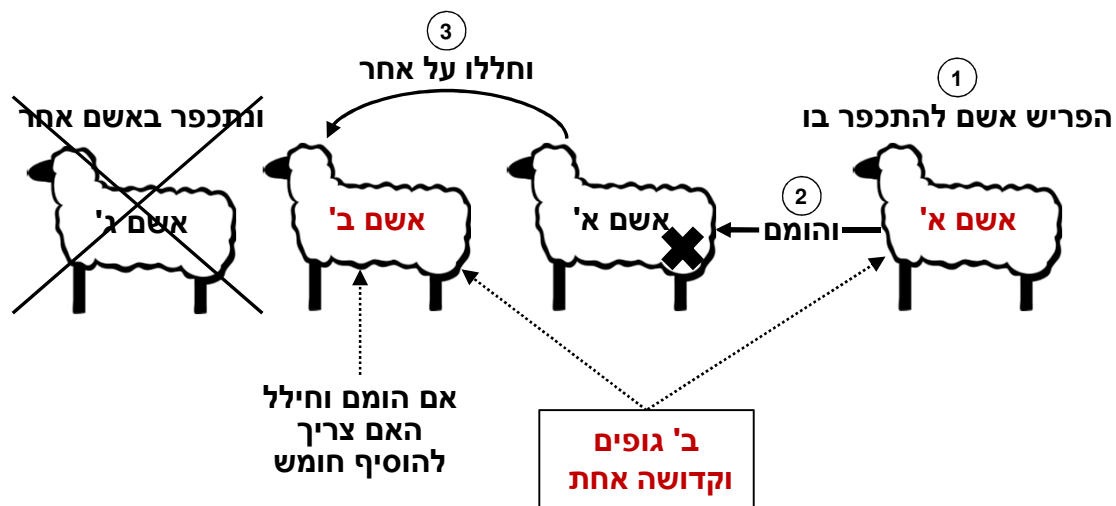 1
הפריש אשם להתכפר בו
אשם א'
2
והומם
אשם א'
3
וחללו על אחר
אשם ב'
ונתכפר באשם אחר
אשם ג'
ב' גופים
וקדושה אחת
אם הומם וחילל
האם צריך
להוסיף חומש